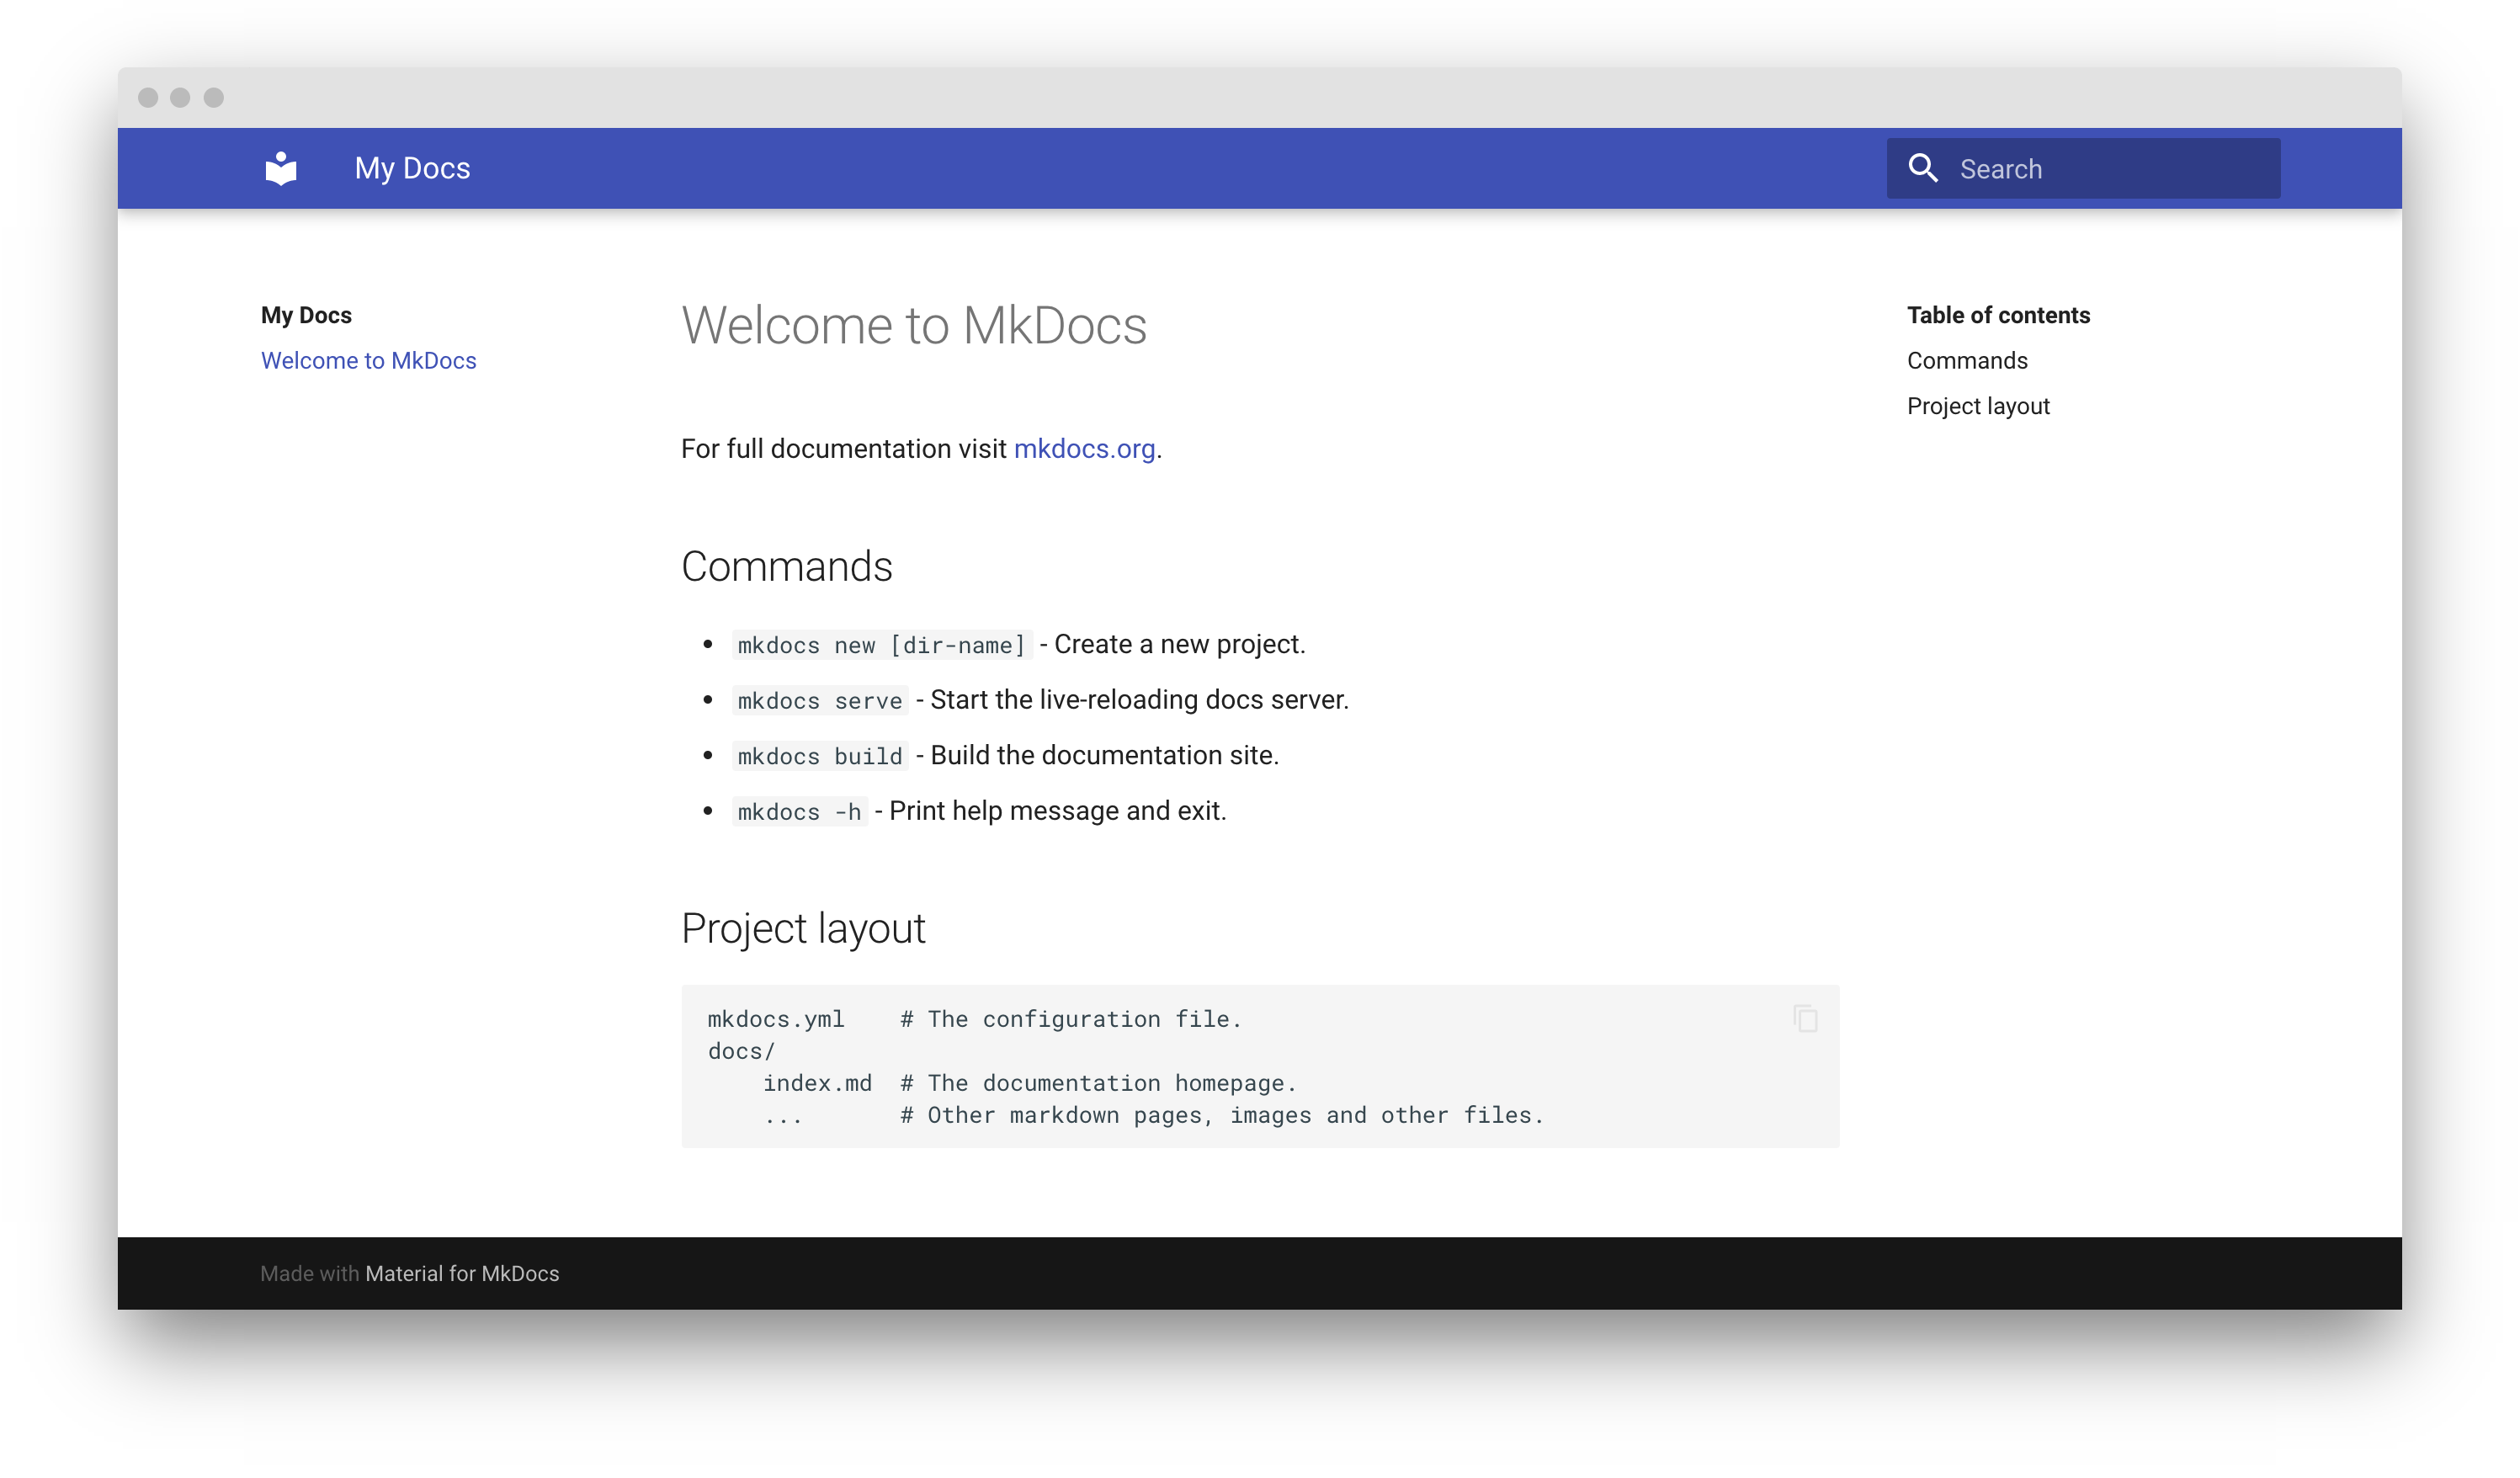 My Docs
Search
My Docs
Welcome to MkDocs
Welcome to MkDocs
For full documentation visit mkdocs.org.
Commands
mkdocs new [dir-name] - Create a new project.
mkdocs serve - Start the live-reloading docs server.
mkdocs build - Build the documentation site.
mkdocs -h - Print help message and exit.
Project layout
mkdocs.yml    # The configuration file.
docs/
    index.md  # The documentation homepage.
    ...       # Other markdown pages, images and other files.
Table of contents
Commands
Project layout
Made with Material for MkDocs